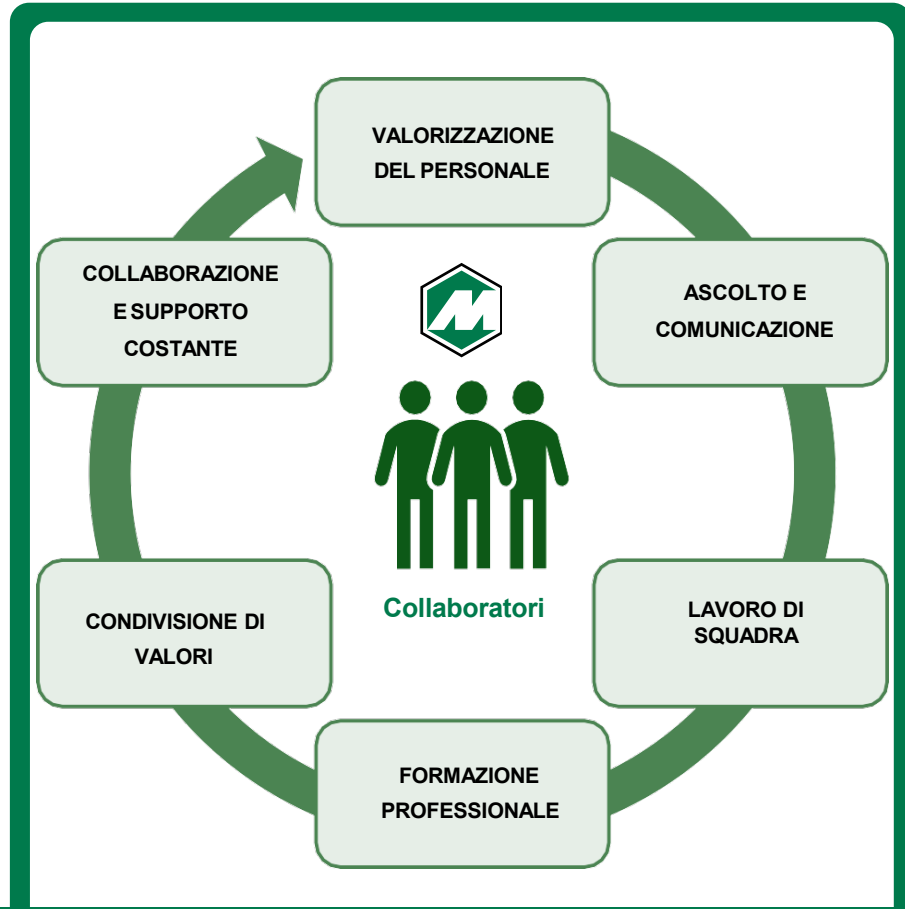 VALORIZZAZIONE
DEL PERSONALE
COLLABORAZIONE
E SUPPORTO
COSTANTE
ASCOLTO E
COMUNICAZIONE
Collaboratori
CONDIVISIONE DI
VALORI
LAVORO DI
SQUADRA
FORMAZIONE
PROFESSIONALE